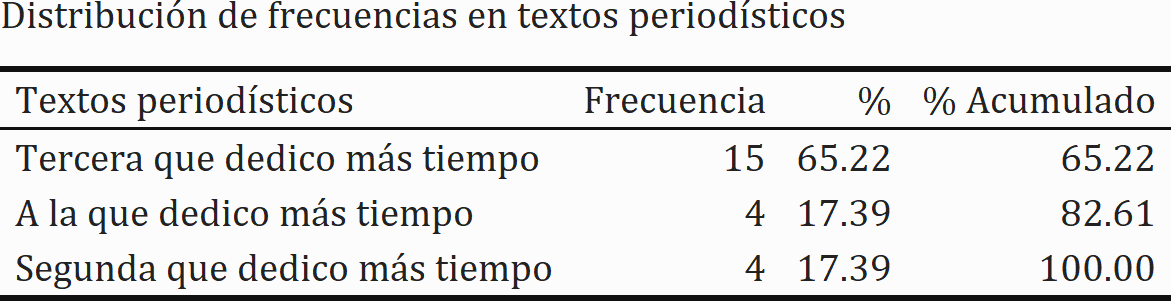 Distribución de frecuencias en textos periodísticos
Textos periodísticos Frecuencia % % Acumulado
Tercera que dedico más tiempo 15 65.22 65.22
A la que dedico más tiempo 4 17.39 82.61
Segunda que dedico más tiempo 4 17.39 100.00